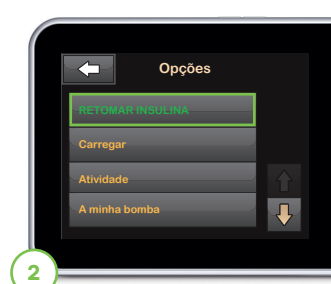 Opções
RETOMAR INSULINA
Carregar
Atividade
A minha bomba
2